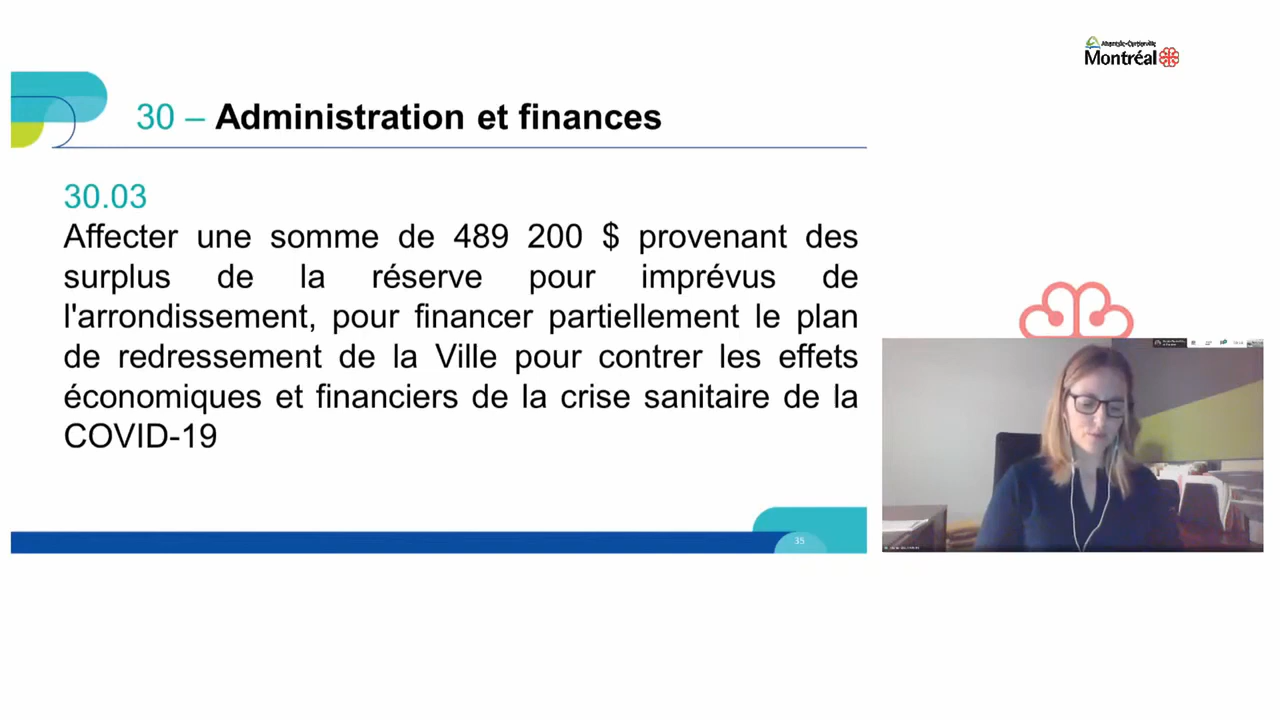 Ahuntsic-Cartierville
Montréal
30 – Administration et finances
30.03
Affecter une somme de 489 200 $ provenant des
surplus de la réserve pour imprévus de
l'arrondissement, pour financer partiellement le plan
de redressement de la Ville pour contrer les effets
économiques et financiers de la crise sanitaire de la
COVID-19
35